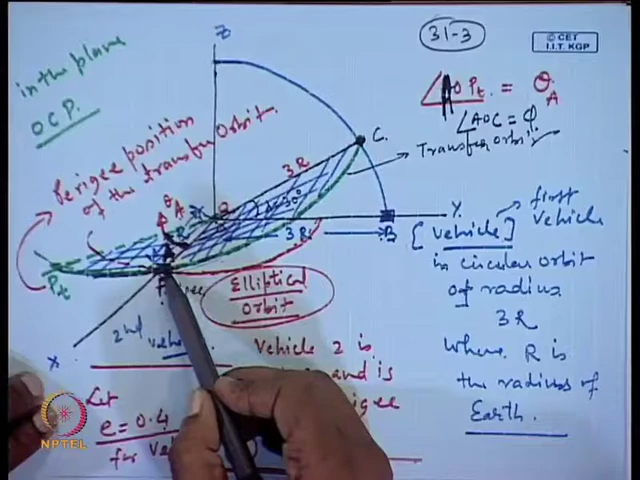 31-3
© CET
I.I.T. KGP
in the plane
OCP.
Perigee position
of the transfer orbit.
Z
C.
3R
30°
Y
3R
B
O
θA
R
A
Pt
X
∠AOPt = θA
∠AOC = φ.
Transfer orbit
[vehicle] → first
vehicle
in circular orbit
of radius
3R
where R is
the radius of
Earth.
Elliptical
orbit
2nd
Vehicle 2 is
and is
Let
e = 0.4
for
NPTEL